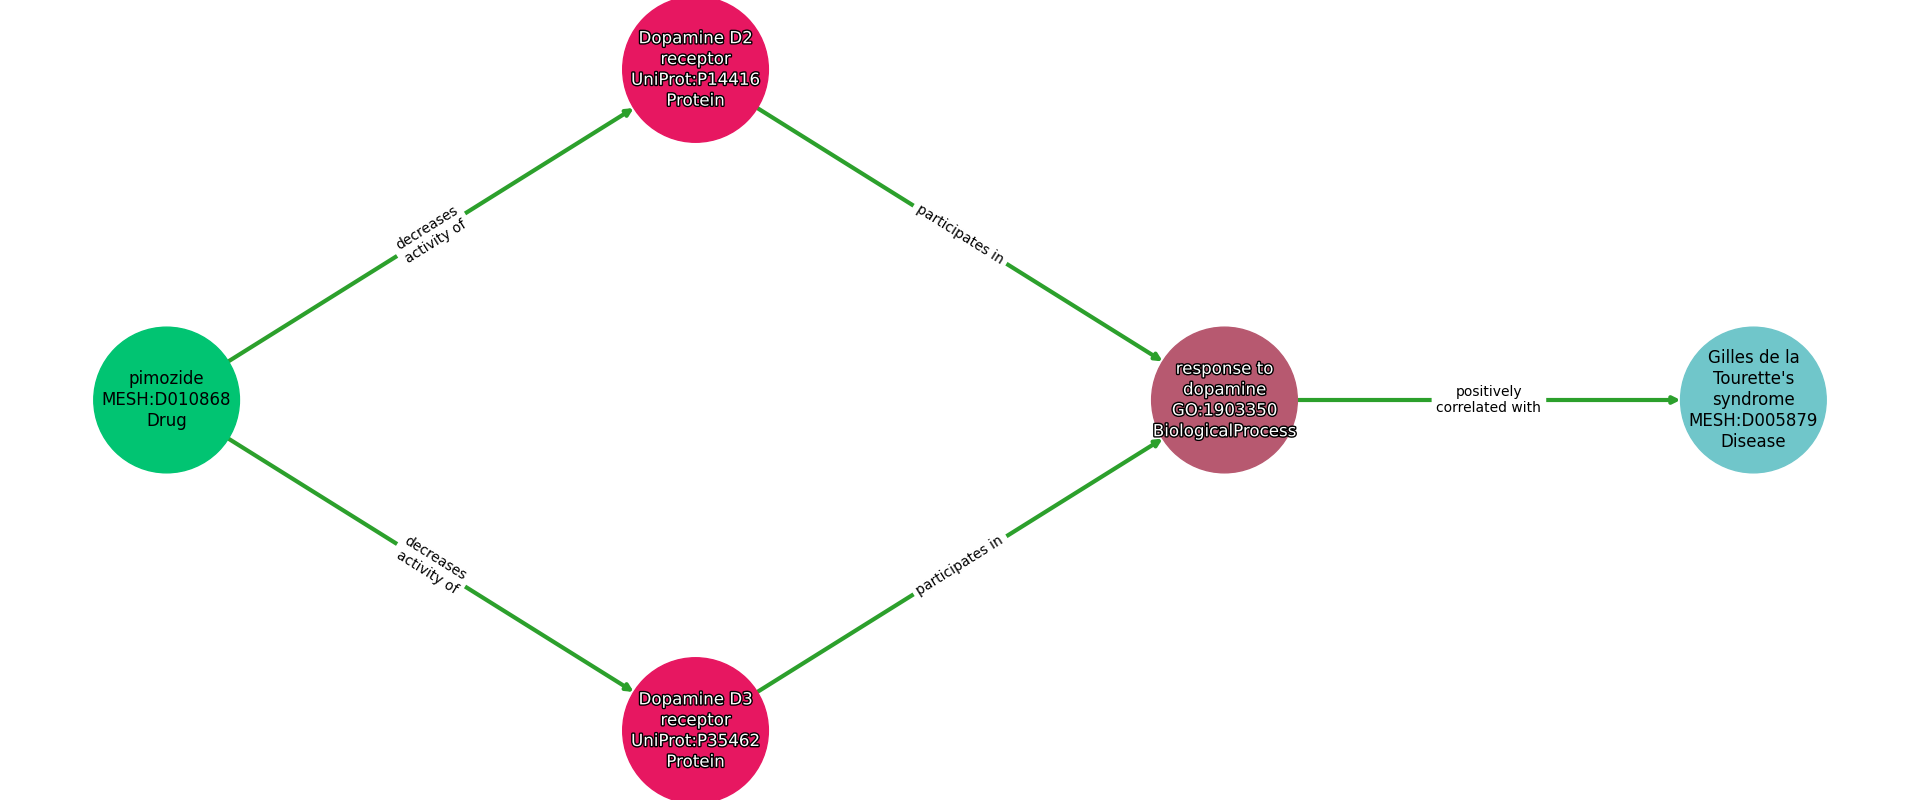 Dopamine D2
receptor
UniProt:P14416
Protein
decreases
activity of
participates in
pimozide
MESH:D010868
Drug
response to
dopamine
GO:1903350
BiologicalProcess
positively
correlated with
Gilles de la
Tourette's
syndrome
MESH:D005879
Disease
decreases
activity of
participates in
Dopamine D3
receptor
UniProt:P35462
Protein